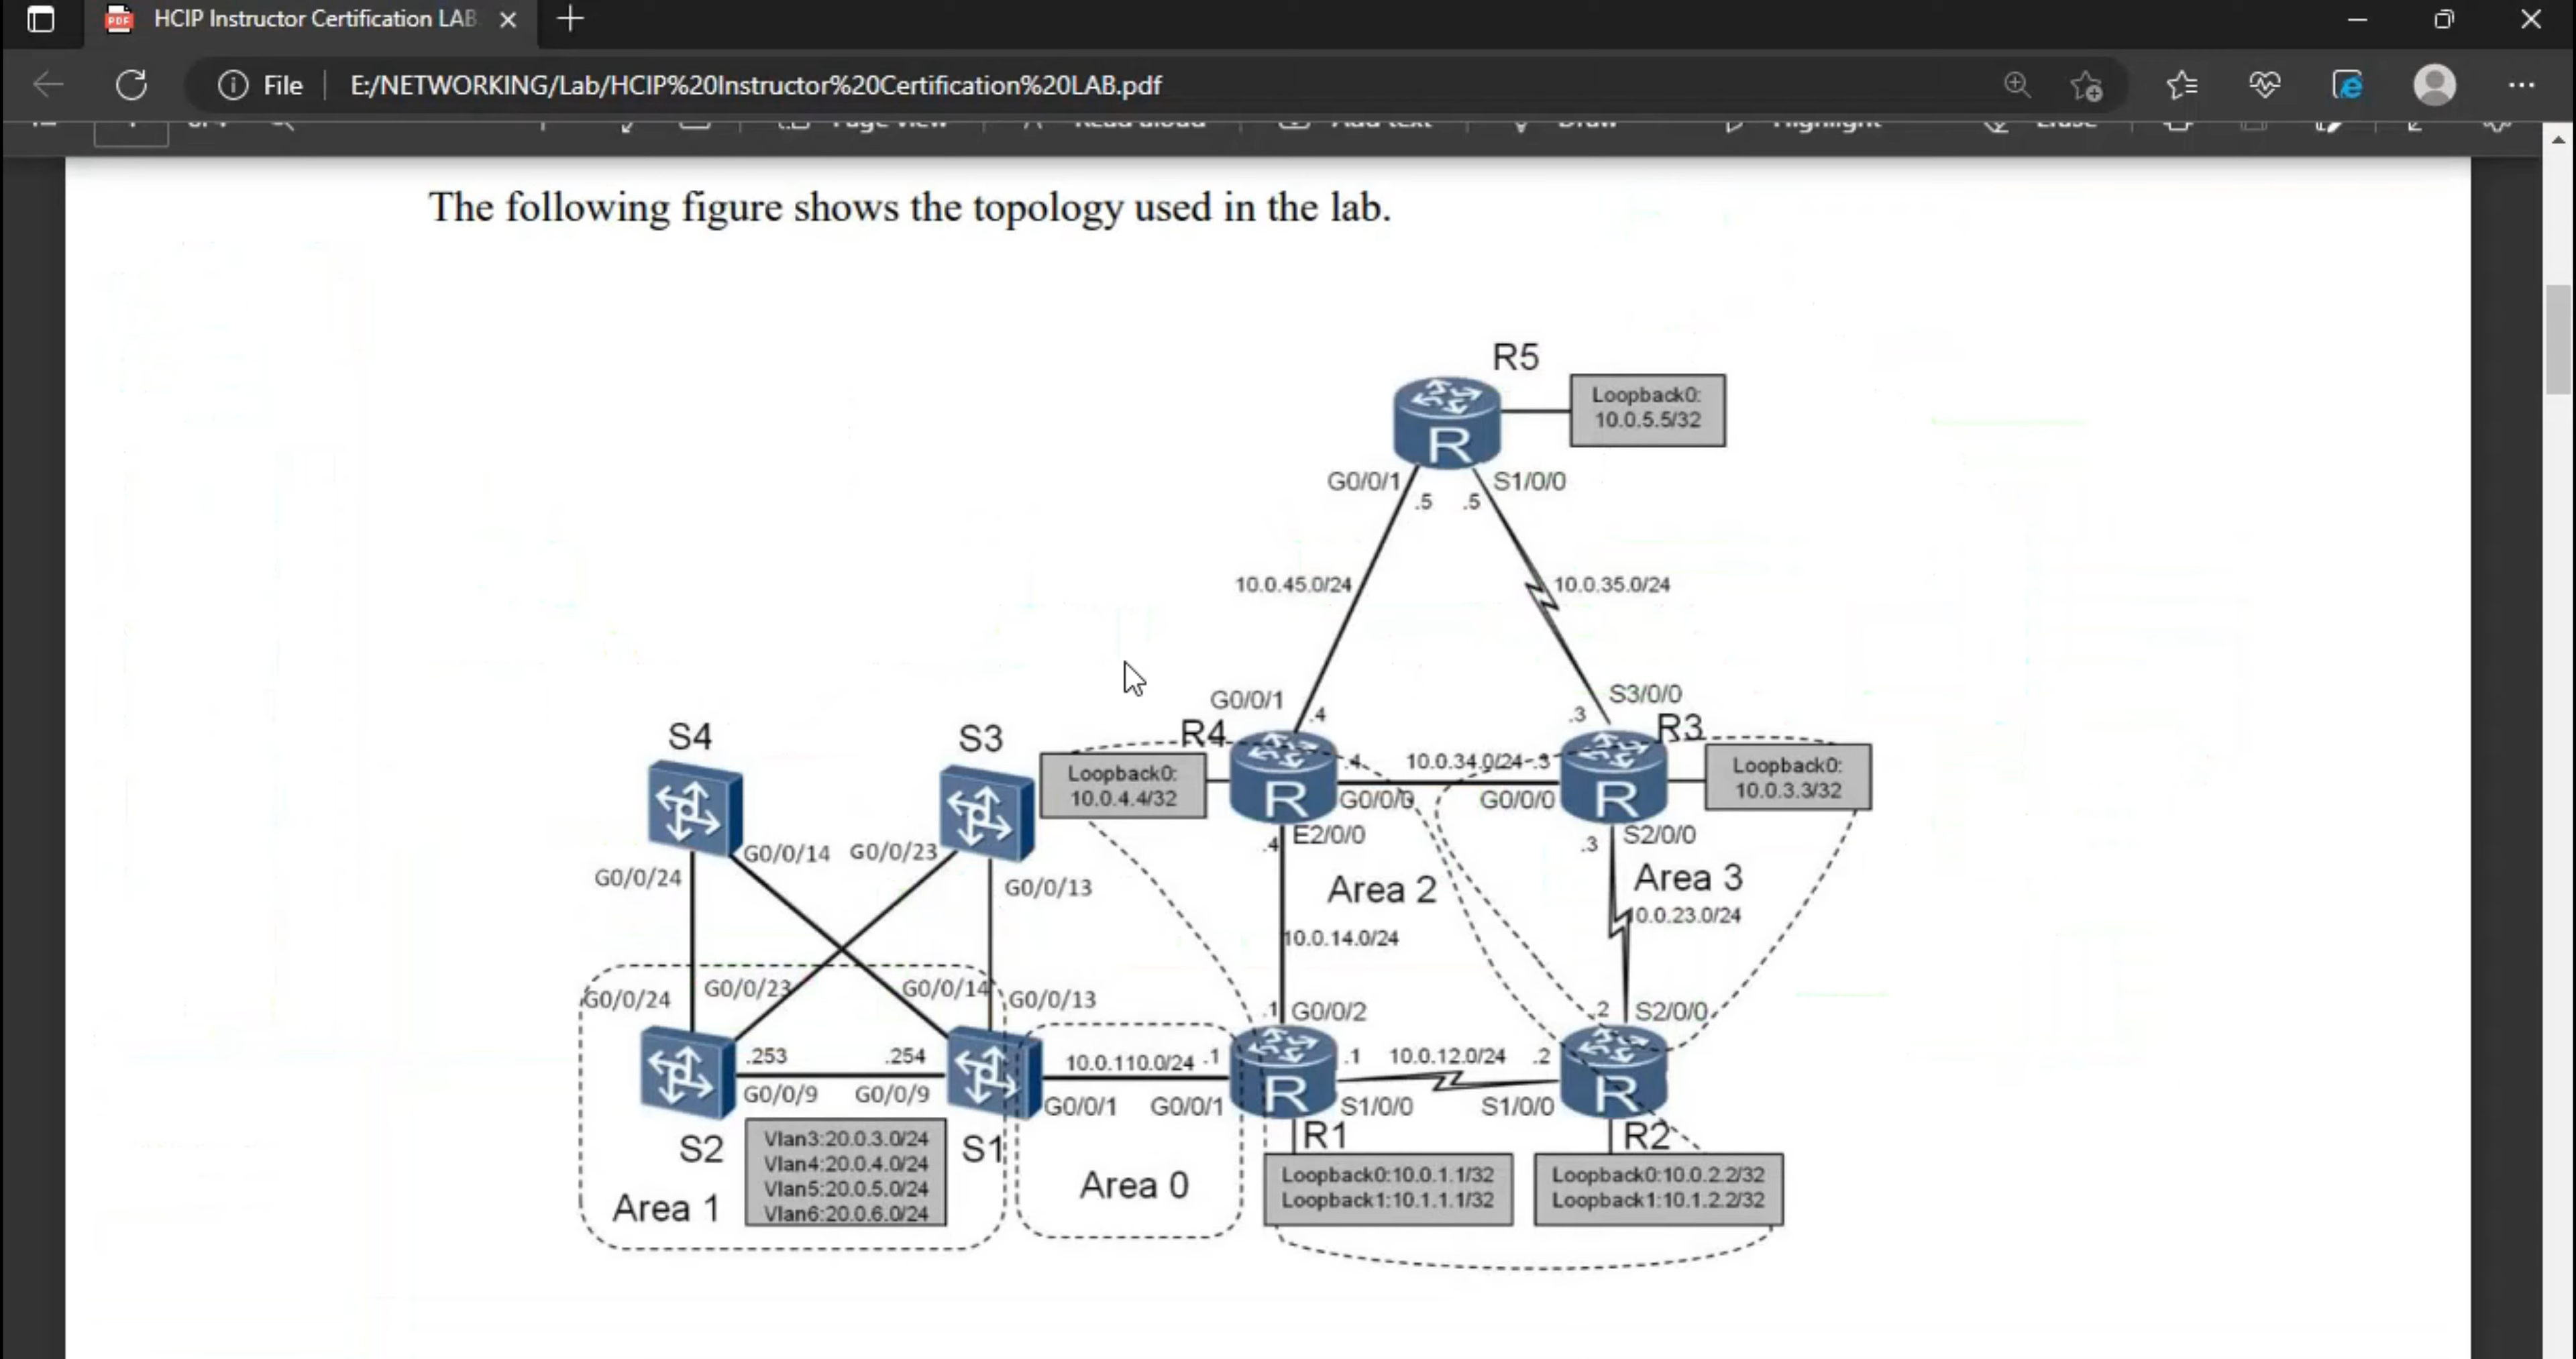 HCIP Instructor Certification LAB
File
E:/NETWORKING/Lab/HCIP%20Instructor%20Certification%20LAB.pdf
Page view
Read aloud
Add text
Draw
Highlight
Erase
The following figure shows the topology used in the lab.
R5
Loopback0:
10.0.5.5/32
G0/0/1
S1/0/0
.5
.5
10.0.45.0/24
10.0.35.0/24
G0/0/1
.4
S3/0/0
.3
S4
S3
R4
R3
Loopback0:
10.0.4.4/32
.4
10.0.34.0/24
.3
Loopback0:
10.0.3.3/32
G0/0/0
G0/0/0
E2/0/0
.4
S2/0/0
.3
G0/0/14
G0/0/23
G0/0/24
G0/0/13
Area 2
Area 3
10.0.23.0/24
10.0.14.0/24
G0/0/24
G0/0/23
G0/0/14
G0/0/13
.1
G0/0/2
.2
S2/0/0
.253
.254
10.0.110.0/24
.1
.1
10.0.12.0/24
.2
G0/0/9
G0/0/9
G0/0/1
G0/0/1
S1/0/0
S1/0/0
S2
S1
R1
R2
Vlan3:20.0.3.0/24
Vlan4:20.0.4.0/24
Vlan5:20.0.5.0/24
Vlan6:20.0.6.0/24
Area 1
Area 0
Loopback0:10.0.1.1/32
Loopback1:10.1.1.1/32
Loopback0:10.0.2.2/32
Loopback1:10.1.2.2/32